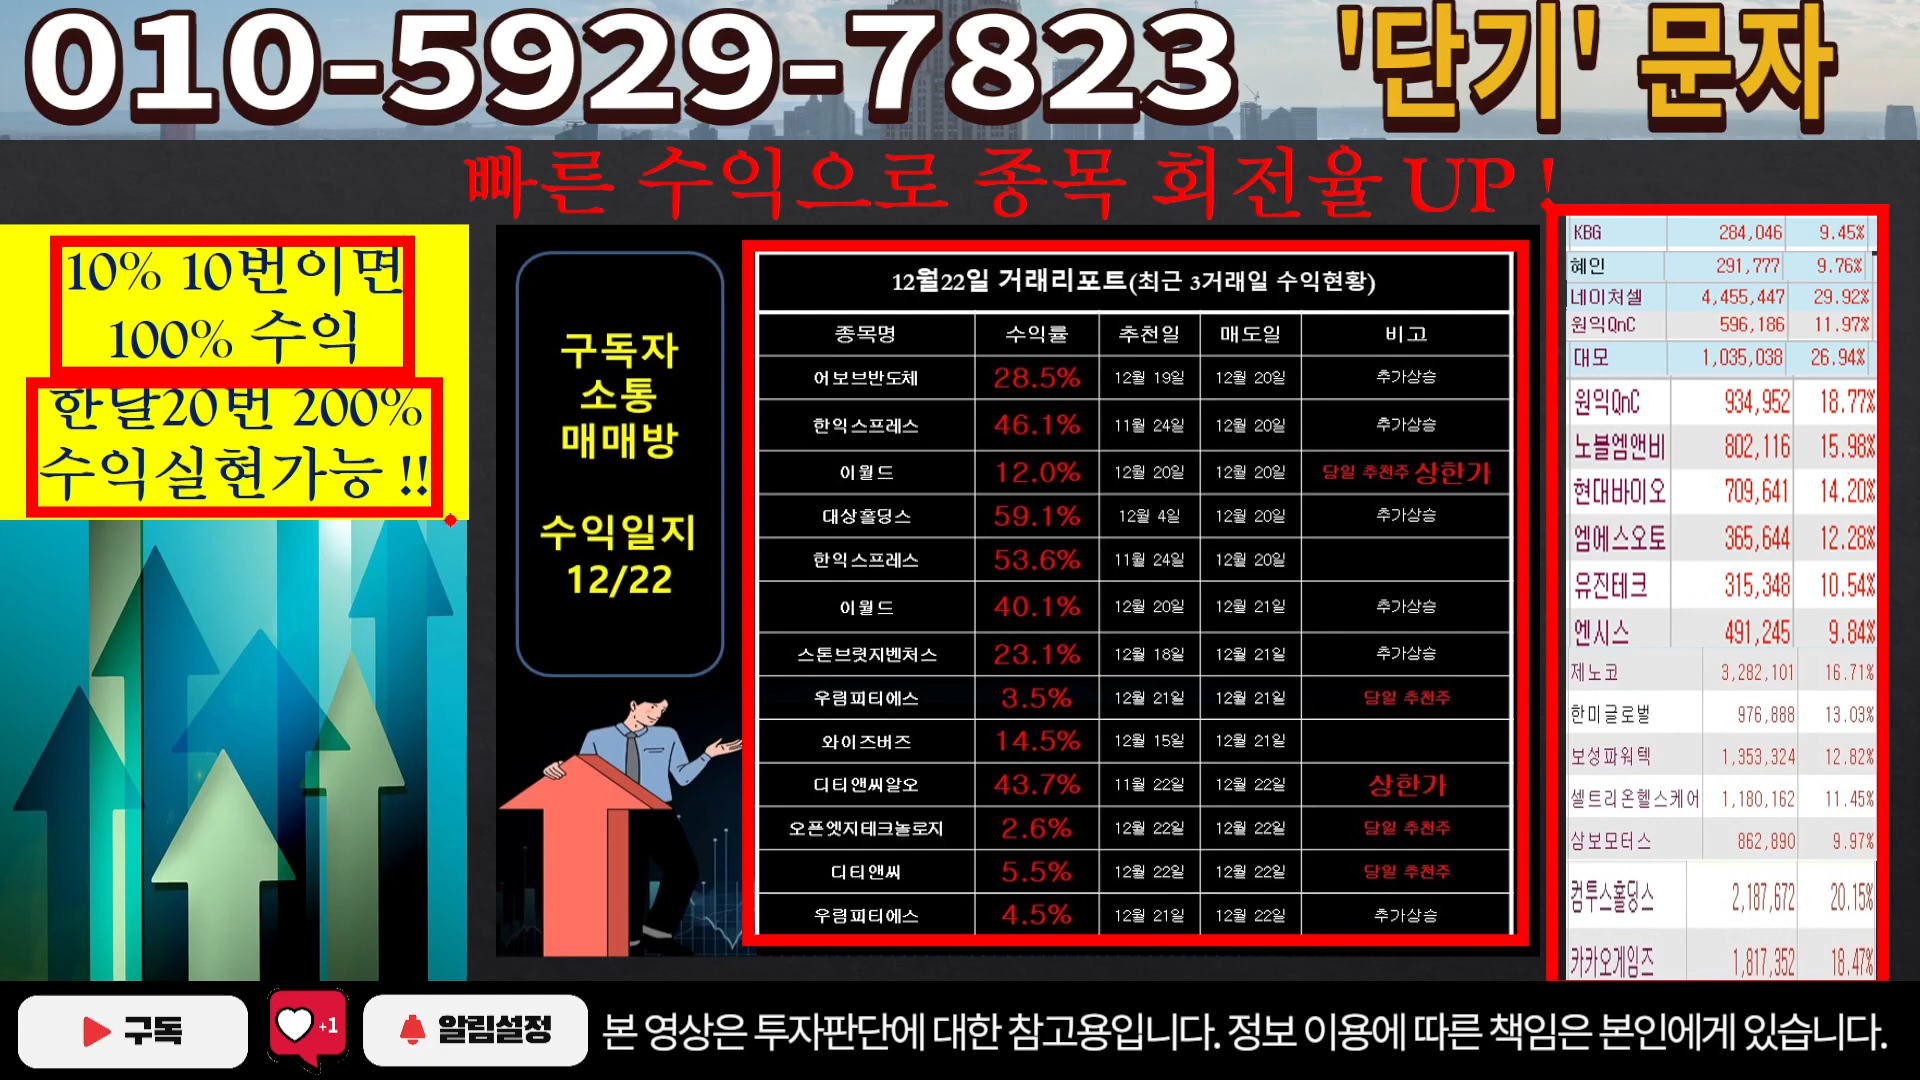 010-5929-7823 '단기' 문자
빠른 수익으로 종목 회전율 UP !
10% 10번이면
100% 수익
한달20번 200%
수익실현가능 !!
구독자
소통
매매방
수익일지
12/22
12월22일 거래리포트(최근 3거래일 수익현황)
종목명 수익률 추천일 매도일 비고
어보브반도체 28.5% 12월 19일 12월 20일 추가상승
한익스프레스 46.1% 11월 24일 12월 20일 추가상승
이월드 12.0% 12월 20일 12월 20일 당일 추천주 상한가
대상홀딩스 59.1% 12월 4일 12월 20일 추가상승
한익스프레스 53.6% 11월 24일 12월 20일
이월드 40.1% 12월 20일 12월 21일 추가상승
스톤브릿지벤처스 23.1% 12월 18일 12월 21일 추가상승
우림피티에스 3.5% 12월 21일 12월 21일 당일 추천주
와이즈버즈 14.5% 12월 15일 12월 21일
디티앤씨알오 43.7% 11월 22일 12월 22일 상한가
오픈엣지테크놀로지 2.6% 12월 22일 12월 22일 당일 추천주
디티앤씨 5.5% 12월 22일 12월 22일 당일 추천주
우림피티에스 4.5% 12월 21일 12월 22일 추가상승
KBG 284,046 9.45%
혜인 291,777 9.76%
네이처셀 4,455,447 29.92%
원익QnC 596,186 11.97%
대모 1,035,038 26.94%
원익QnC 934,952 18.77%
노블엠앤비 802,116 15.98%
현대바이오 709,641 14.20%
엠에스오토 365,644 12.28%
유진테크 315,348 10.54%
엔시스 491,245 9.84%
제노코 3,282,101 16.71%
한미글로벌 976,888 13.03%
보성파워텍 1,353,324 12.82%
셀트리온헬스케어 1,180,162 11.45%
삼보모터스 862,890 9.97%
컴투스홀딩스 2,187,672 20.15%
카카오게임즈 1,817,352 18.47%
구독 +1 알림설정 본 영상은 투자판단에 대한 참고용입니다. 정보 이용에 따른 책임은 본인에게 있습니다.